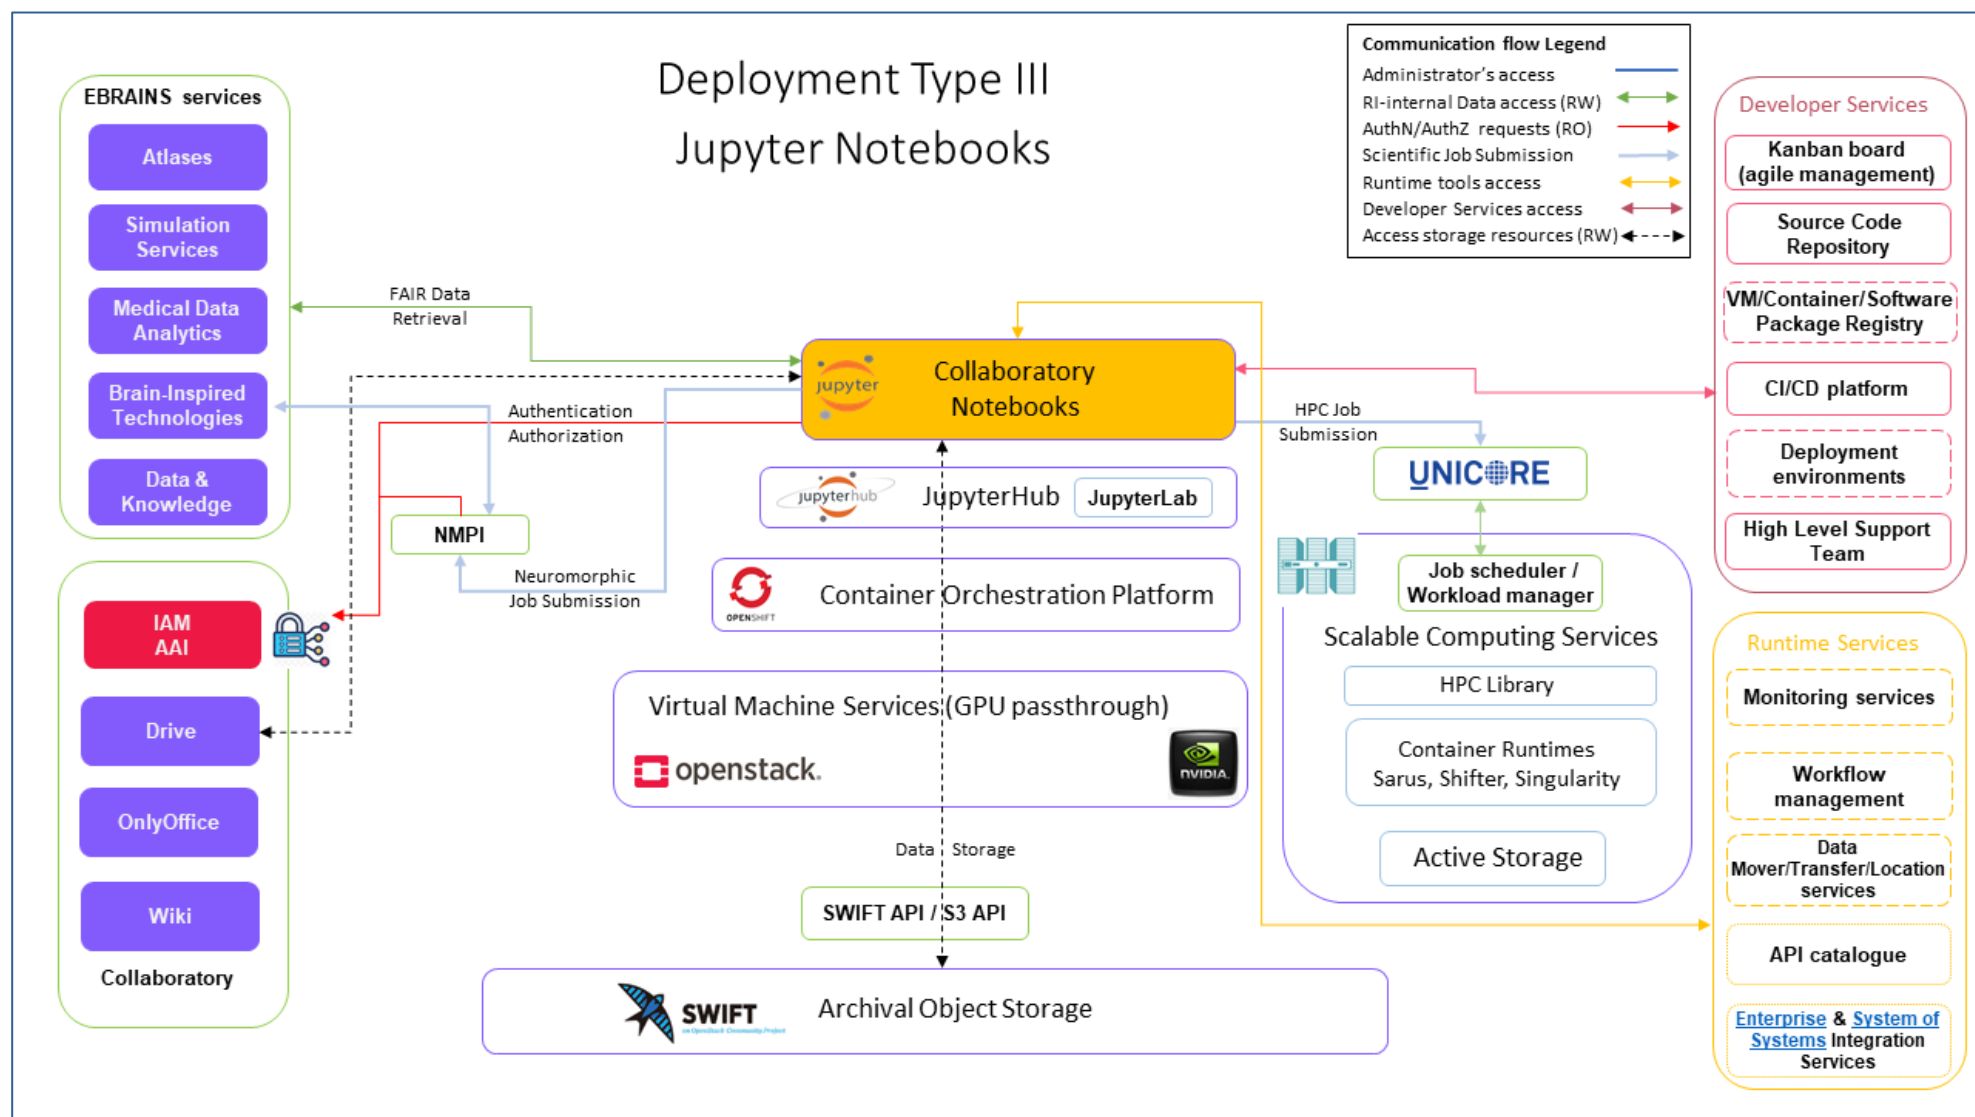 Deployment Type III
Jupyter Notebooks
Communication flow Legend
Administrator's access
RI-internal Data access (RW)
AuthN/AuthZ requests (RO)
Scientific Job Submission
Runtime tools access
Developer Services access
Access storage resources (RW)
EBRAINS services
Atlases
Simulation
Services
Medical Data
Analytics
Brain-Inspired
Technologies
Data &
Knowledge
IAM
AAI
Drive
OnlyOffice
Wiki
Collaboratory
FAIR Data
Retrieval
Authentication
Authorization
NMPI
Neuromorphic
Job Submission
jupyter
Collaboratory
Notebooks
jupyterhub
JupyterHub
JupyterLab
OPENSHIFT
Container Orchestration Platform
Virtual Machine Services (GPU passthrough)
openstack.
NVIDIA.
Data Storage
SWIFT API / S3 API
SWIFT
an OpenStack Community Project
Archival Object Storage
HPC Job
Submission
UNICORE
Job scheduler /
Workload manager
Scalable Computing Services
HPC Library
Container Runtimes
Sarus, Shifter, Singularity
Active Storage
Developer Services
Kanban board
(agile management)
Source Code
Repository
VM/Container/Software
Package Registry
CI/CD platform
Deployment
environments
High Level Support
Team
Runtime Services
Monitoring services
Workflow
management
Data
Mover/Transfer/Location
services
API catalogue
Enterprise & System of
Systems Integration
Services